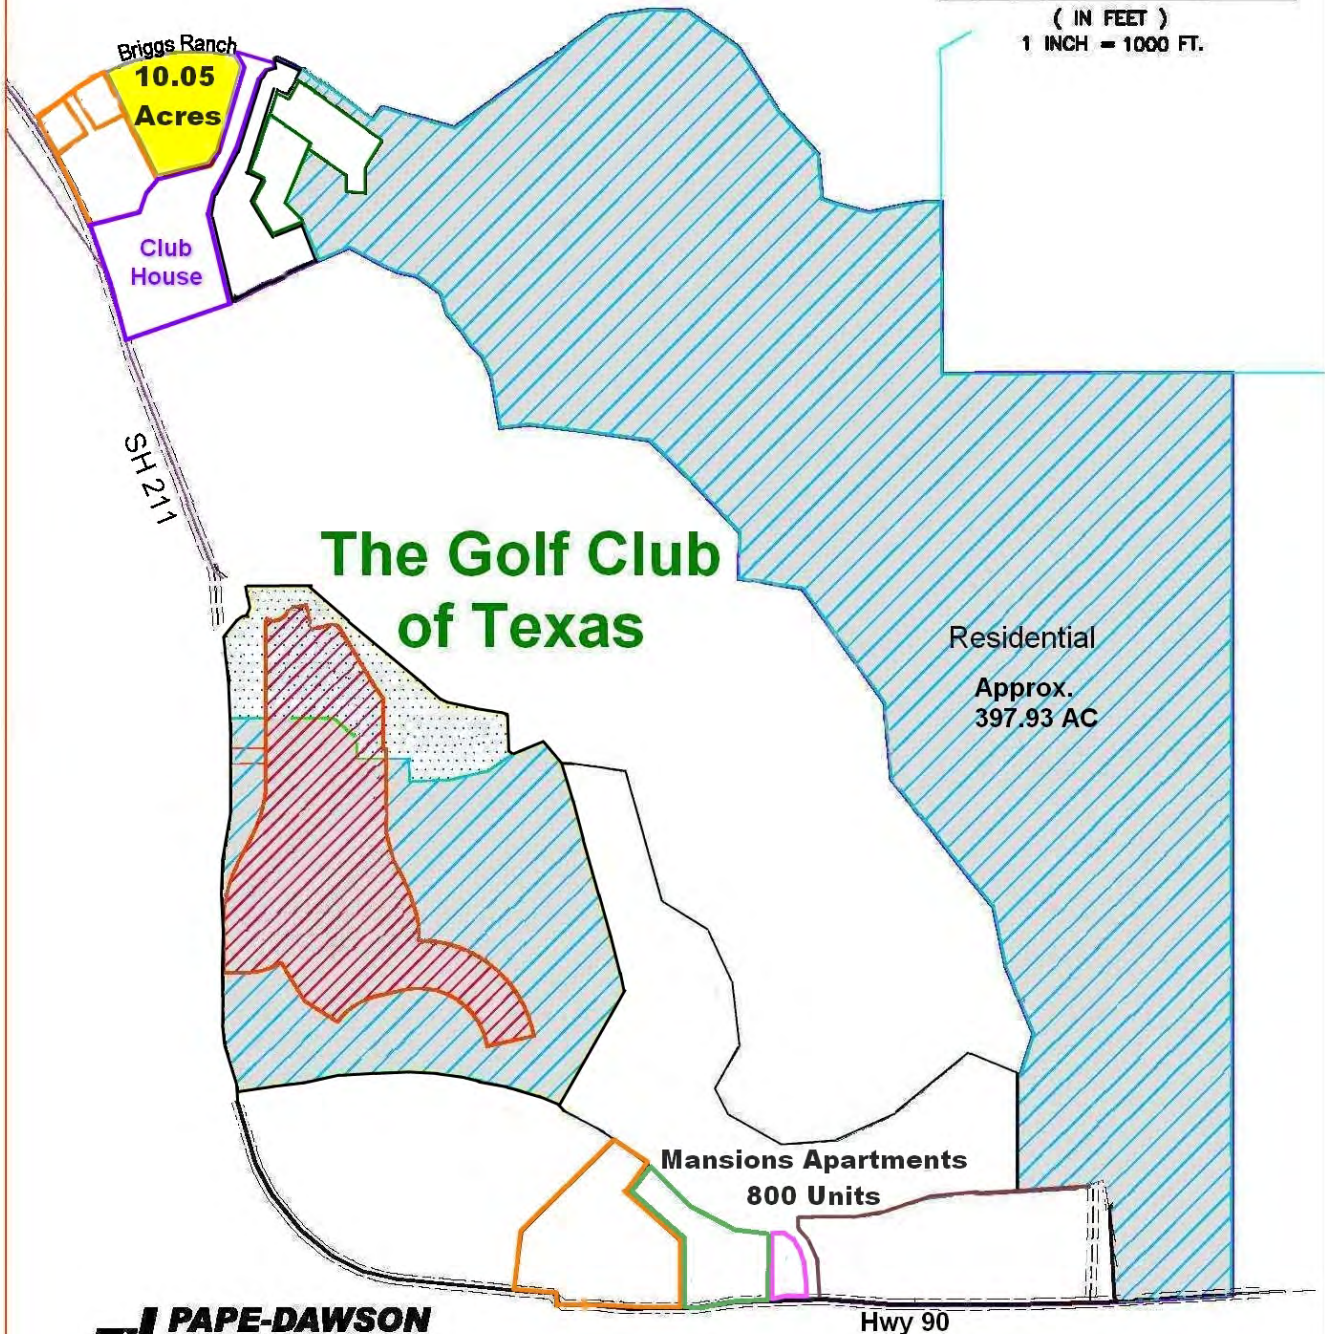 ( IN FEET )
1 INCH = 1000 FT.
Briggs Ranch
10.05
Acres
Club
House
SH 211
The Golf Club
of Texas
Residential
Approx.
397.93 AC
Mansions Apartments
800 Units
PAPE-DAWSON
Hwy 90